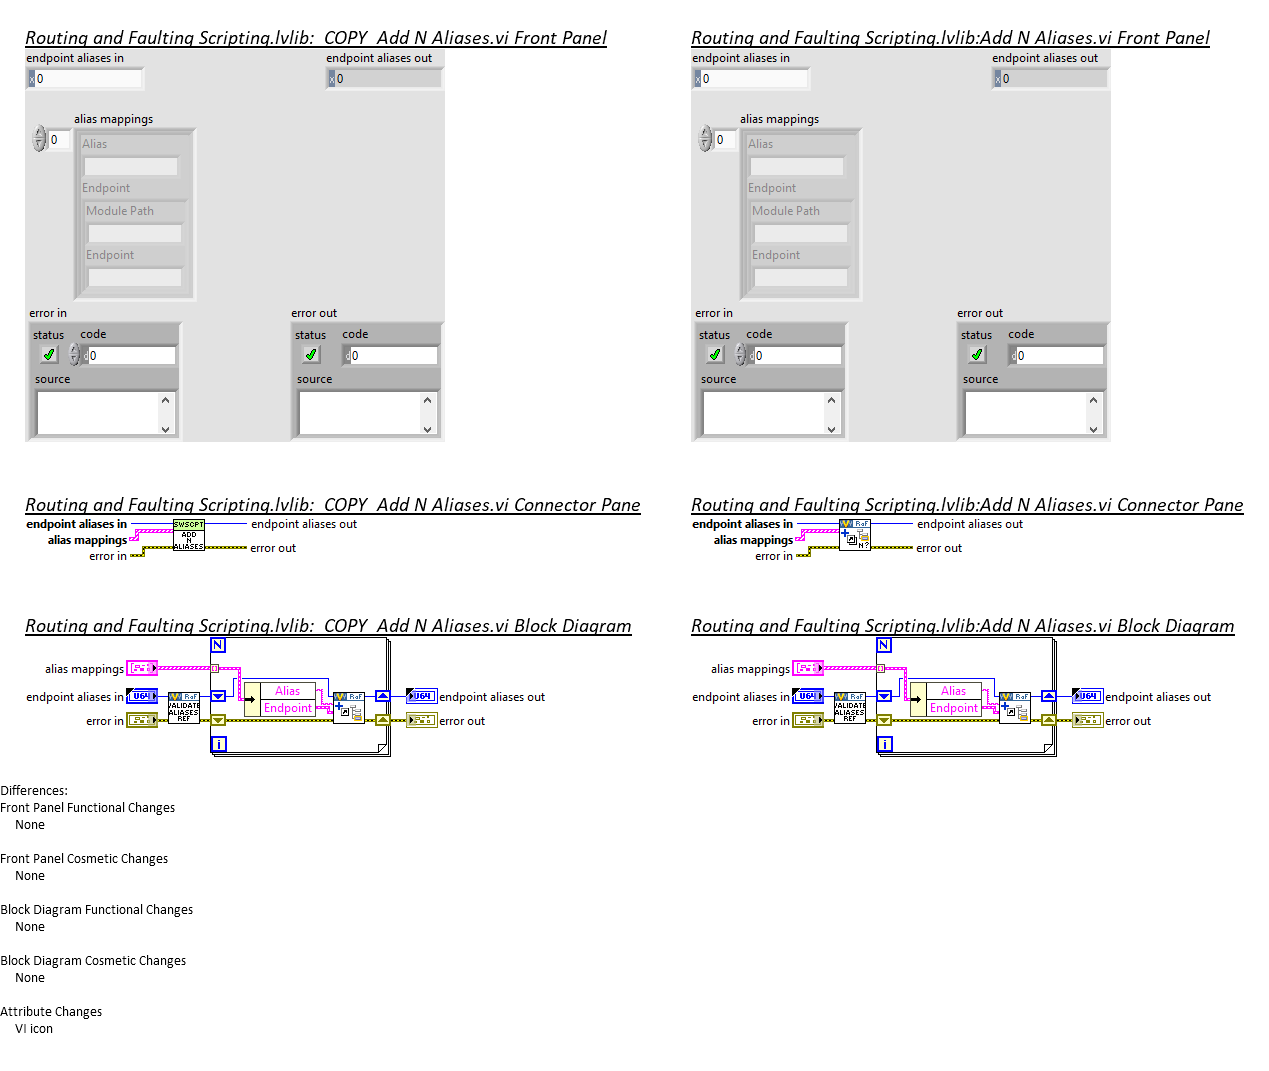 Routing and Faulting Scripting.lvlib:_COPY_Add N Aliases.vi Front Panel
endpoint aliases in
endpoint aliases out
x 0
x 0
alias mappings
0
Alias
Endpoint
Module Path
Endpoint
error in
error out
status
code
status
code
d 0
d 0
source
source
Routing and Faulting Scripting.lvlib:Add N Aliases.vi Front Panel
endpoint aliases in
endpoint aliases out
x 0
x 0
alias mappings
0
Alias
Endpoint
Module Path
Endpoint
error in
error out
status
code
status
code
d 0
d 0
source
source
Routing and Faulting Scripting.lvlib:_COPY_Add N Aliases.vi Connector Pane
endpoint aliases in
alias mappings
error in
SWSCPT
ADD
N
ALIASES
endpoint aliases out
error out
Routing and Faulting Scripting.lvlib:Add N Aliases.vi Connector Pane
endpoint aliases in
alias mappings
error in
RaF
N?
endpoint aliases out
error out
Routing and Faulting Scripting.lvlib:_COPY_Add N Aliases.vi Block Diagram
N
alias mappings
endpoint aliases in
U64
error in
RaF
VALIDATE
ALIASES
REF
Alias
Endpoint
RaF
U64
endpoint aliases out
error out
i
Routing and Faulting Scripting.lvlib:Add N Aliases.vi Block Diagram
N
alias mappings
endpoint aliases in
U64
error in
RaF
VALIDATE
ALIASES
REF
Alias
Endpoint
RaF
U64
endpoint aliases out
error out
i
Differences:
Front Panel Functional Changes
None
Front Panel Cosmetic Changes
None
Block Diagram Functional Changes
None
Block Diagram Cosmetic Changes
None
Attribute Changes
VI icon